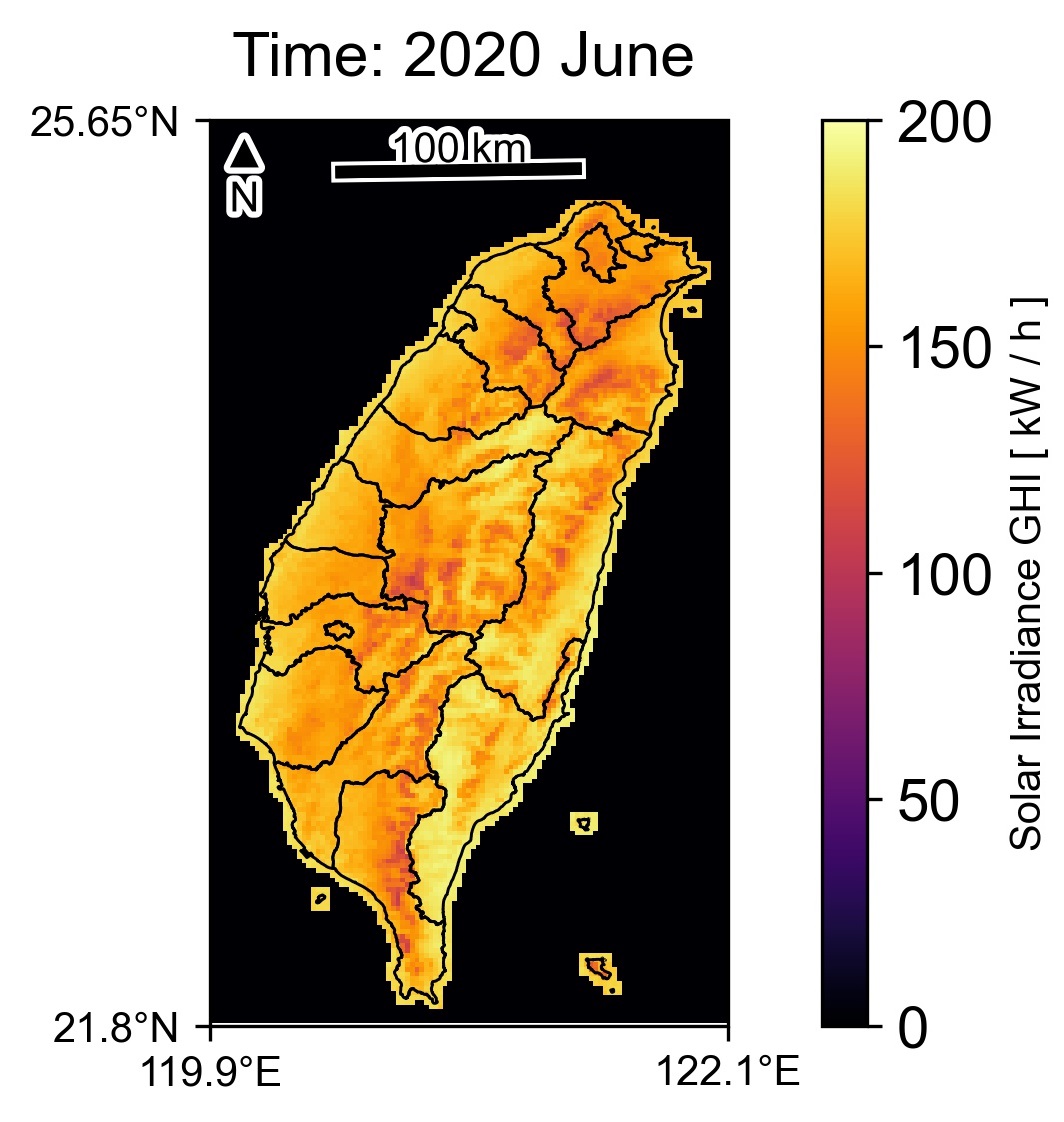 Time: 2020 June
25.65°N
100 km
N
21.8°N
119.9°E
122.1°E
200
150
100
50
0
Solar Irradiance GHI [ kW / h ]